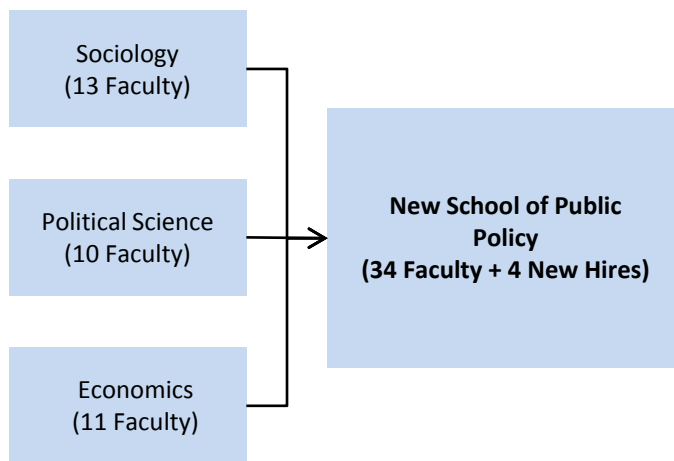 Sociology
(13 Faculty)
Political Science
(10 Faculty)
Economics
(11 Faculty)
New School of Public
Policy
(34 Faculty + 4 New Hires)